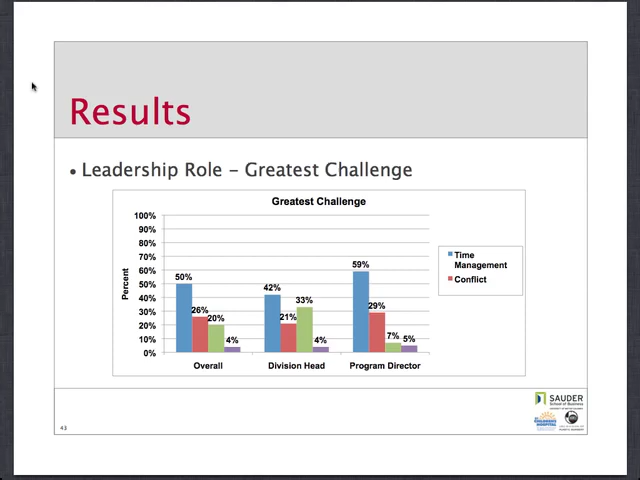 Results
• Leadership Role – Greatest Challenge
Greatest Challenge
100%
90%
80%
70%
60%
50%
40%
30%
20%
10%
0%
Percent
50%
26%
20%
4%
42%
21%
33%
4%
59%
29%
7%
5%
Overall
Division Head
Program Director
Time
Management
Conflict
43
SAUDER
School of Business
CHILDREN'S
HOSPITAL